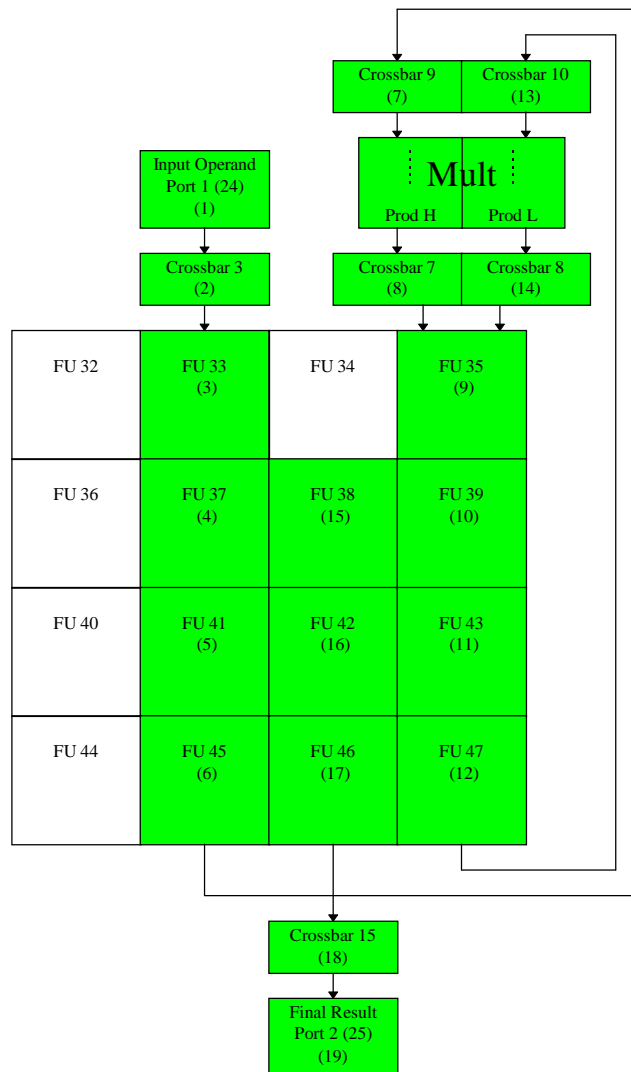 Crossbar 9
(7)
Crossbar 10
(13)
Mult
Prod H
Prod L
Input Operand
Port 1 (24)
(1)
Crossbar 3
(2)
Crossbar 7
(8)
Crossbar 8
(14)
FU 32
FU 33
(3)
FU 34
FU 35
(9)
FU 36
FU 37
(4)
FU 38
(15)
FU 39
(10)
FU 40
FU 41
(5)
FU 42
(16)
FU 43
(11)
FU 44
FU 45
(6)
FU 46
(17)
FU 47
(12)
Crossbar 15
(18)
Final Result
Port 2 (25)
(19)